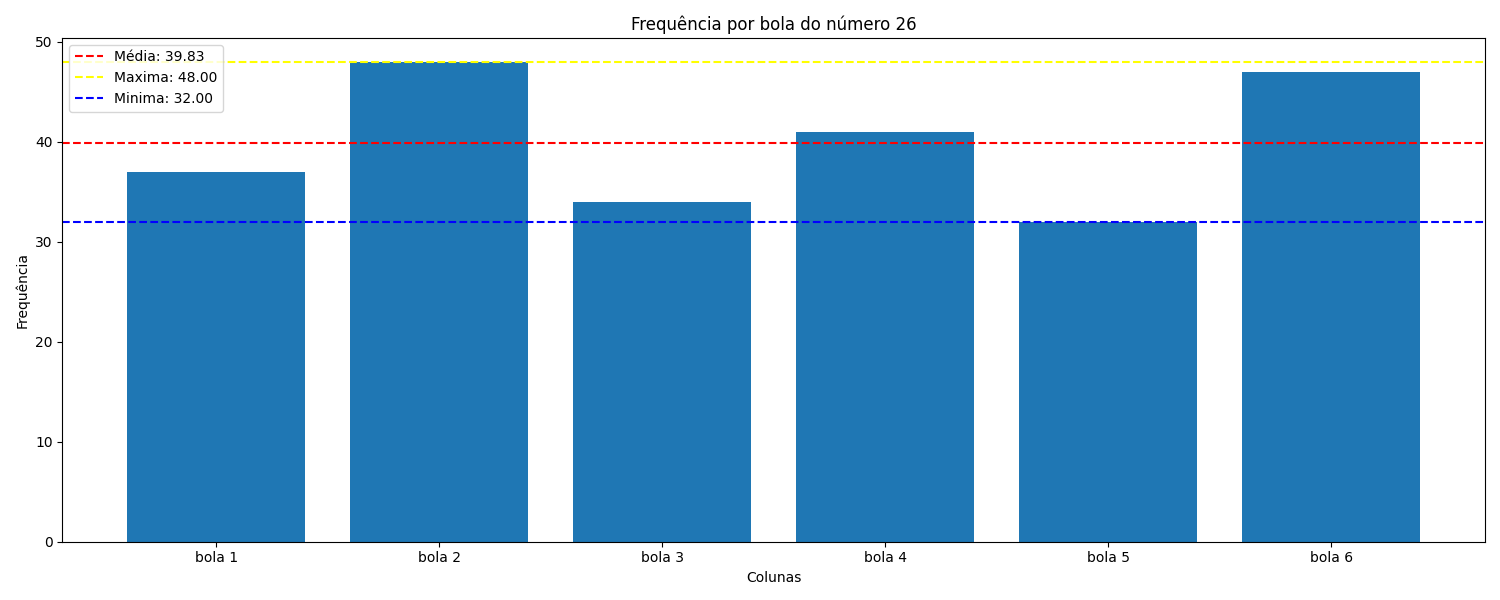 Frequência por bola do número 26
Média: 39.83
Maxima: 48.00
Minima: 32.00
Frequência
50
40
30
20
10
0
bola 1 bola 2 bola 3 bola 4 bola 5 bola 6
Colunas